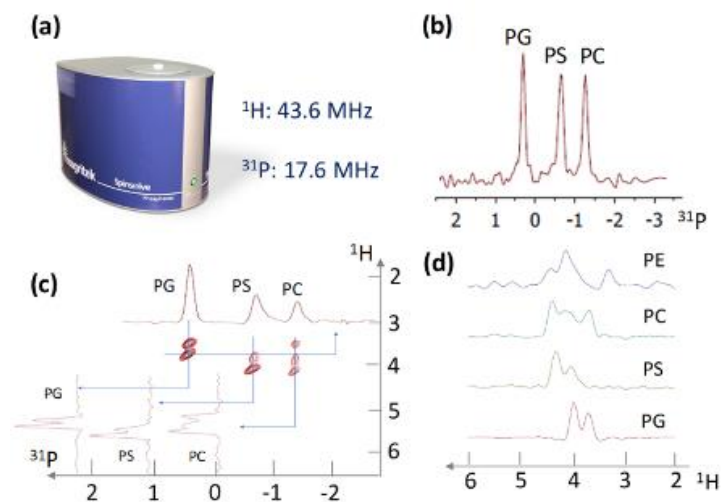 (a)
¹H: 43.6 MHz
³¹P: 17.6 MHz
Spinsolve
(b)
PG PS PC
2 1 0 -1 -2 -3 ³¹P
(c)
¹H
PG PS PC
2
3
4
5
6
PG
PS
PC
³¹P
2 1 0 -1 -2
(d)
PE
PC
PS
PG
6 5 4 3 2 ¹H